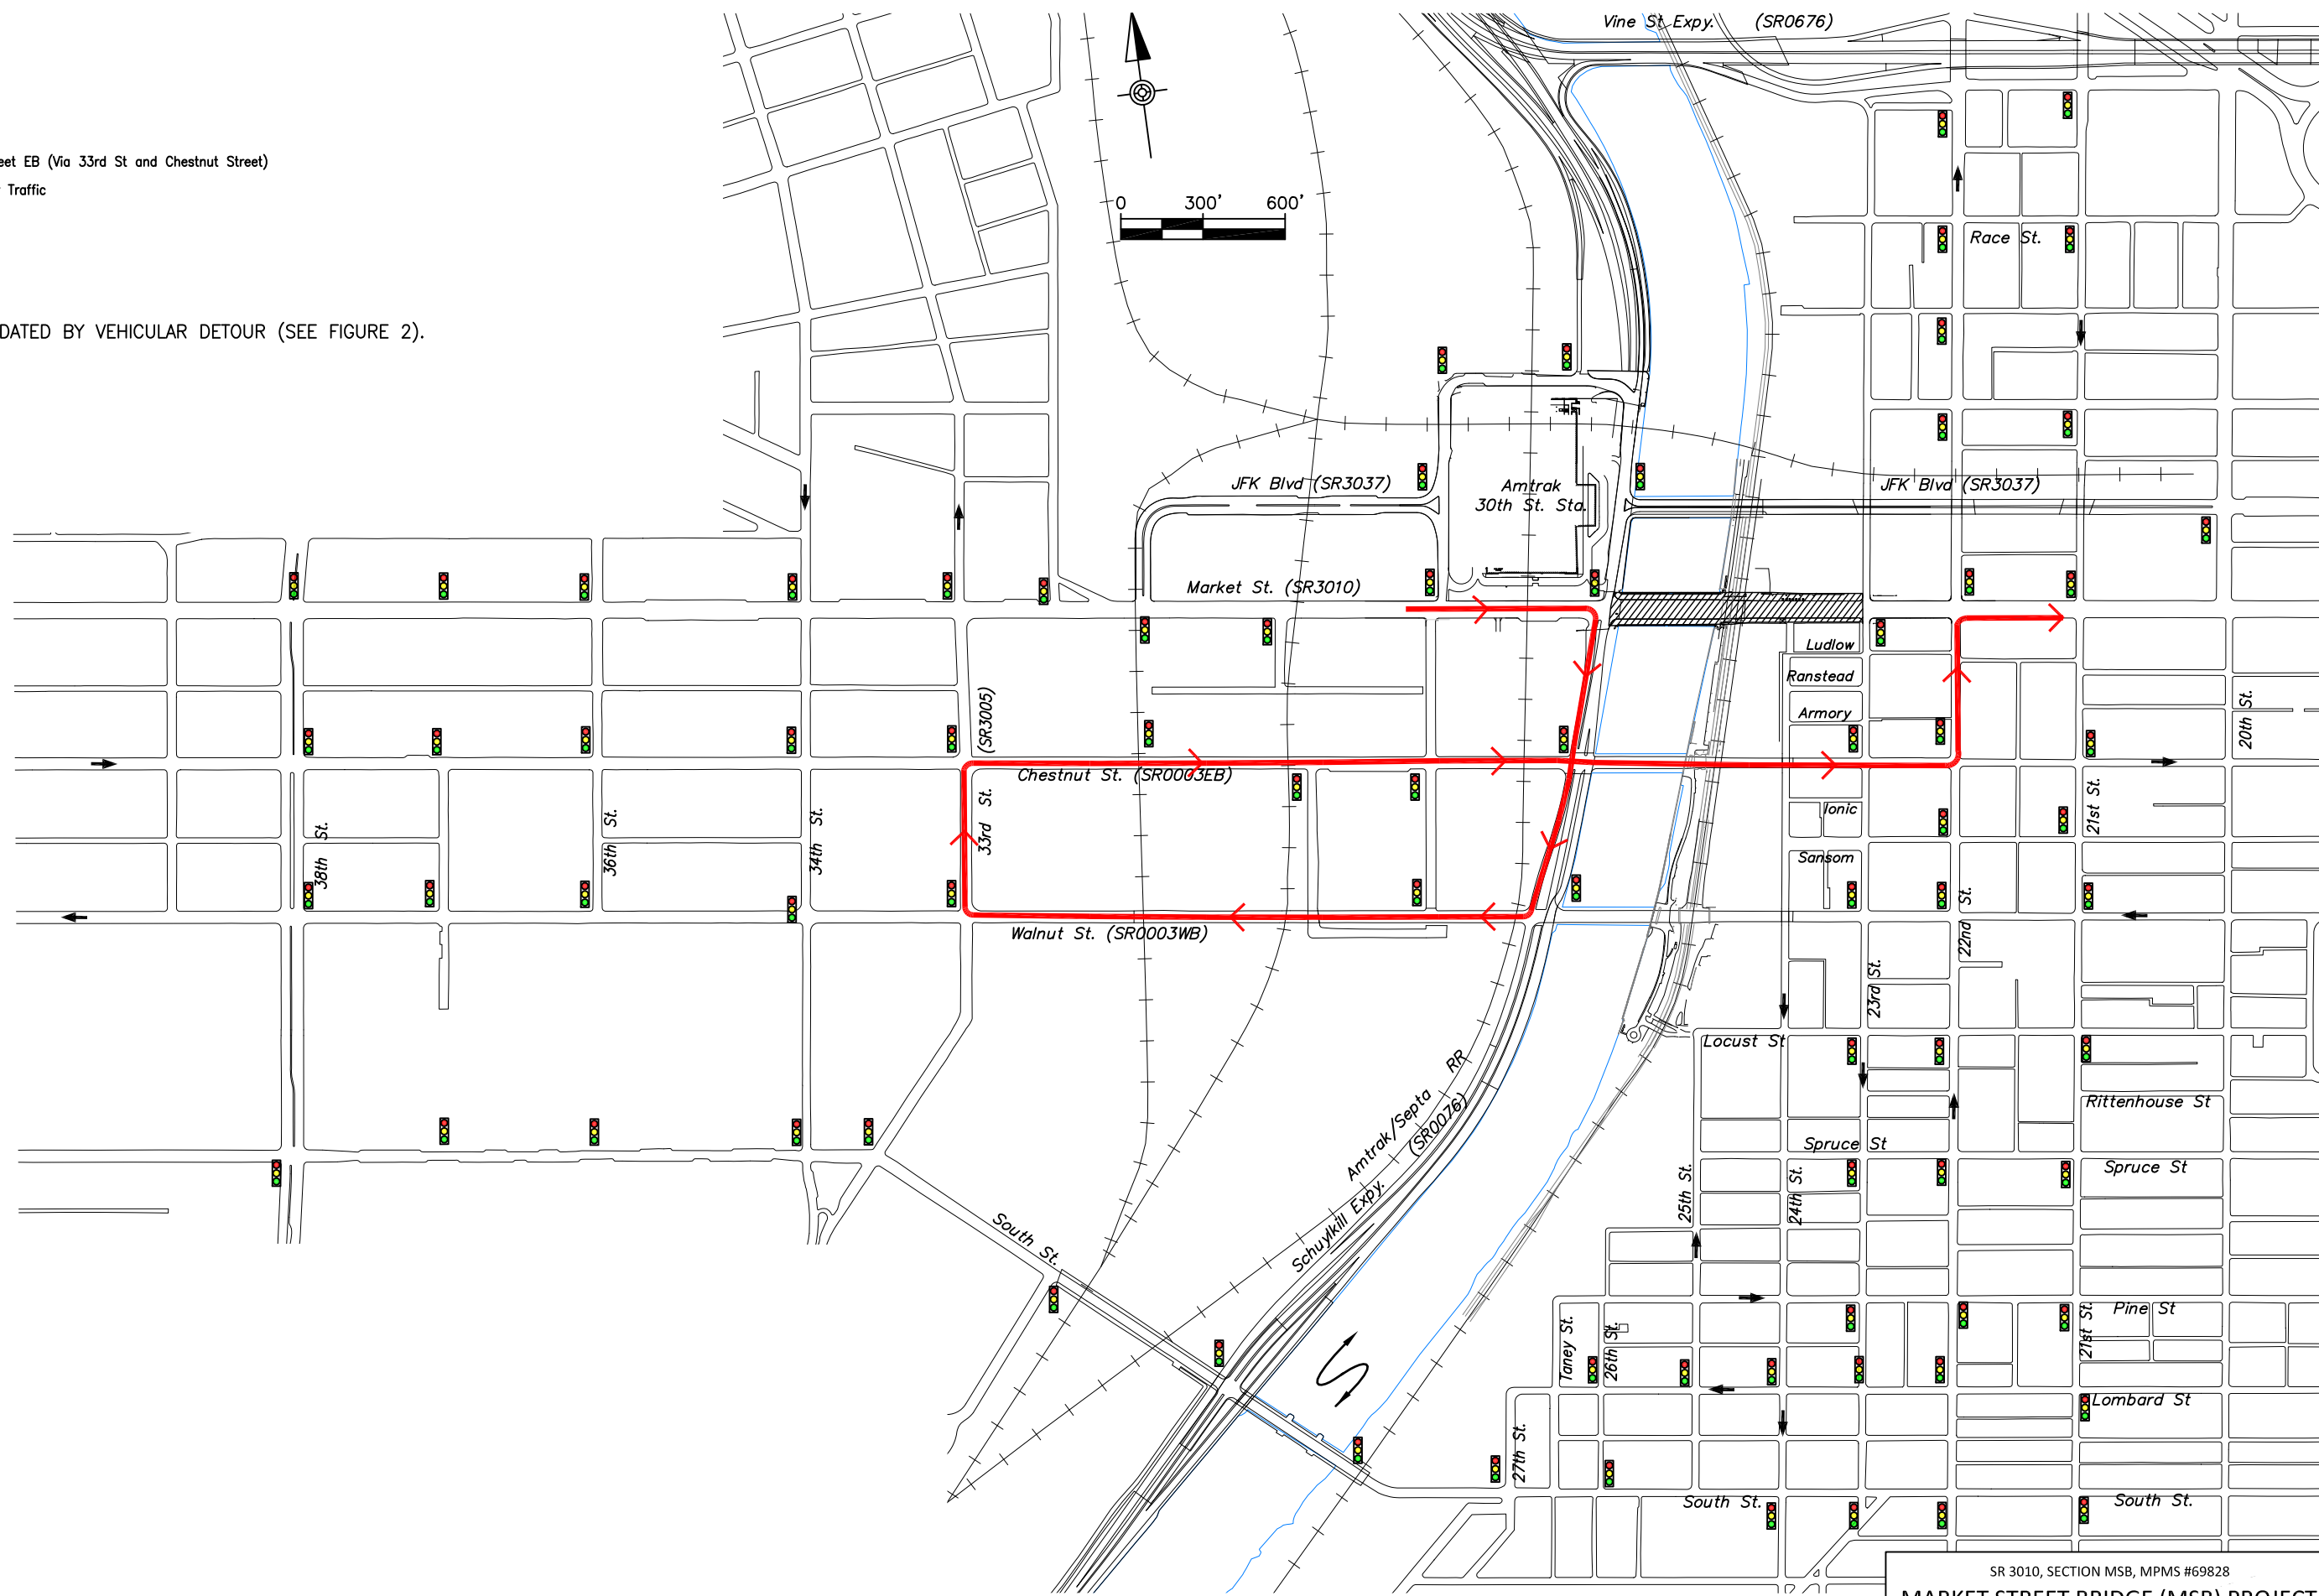 Vine St Expy. (SR0676)
eet EB (Via 33rd St and Chestnut Street)
Traffic
0 300' 600'
Race St.
DATED BY VEHICULAR DETOUR (SEE FIGURE 2).
JFK Blvd (SR3037)
Amtrak
30th St. Sta.
JFK Blvd (SR3037)
Market St. (SR3010)
Ludlow
Ranstead
Armory
(SR3005)
20th St.
Chestnut St. (SR0003EB)
33rd St.
Ionic
21st St.
38th St.
36th St.
34th St.
Sansom
Walnut St. (SR0003WB)
22nd St.
23rd St.
Locust St
Amtrak/Septa RR
(SR0076)
Schuylkill Expy.
Rittenhouse St
Spruce St
Spruce St
25th St.
24th St.
South St.
Taney St.
26th St.
21st St.
Pine St
Lombard St
27th St.
South St.
South St.
SR 3010, SECTION MSB, MPMS #69828
MARKET STREET BRIDGE (MSB) PROJECT